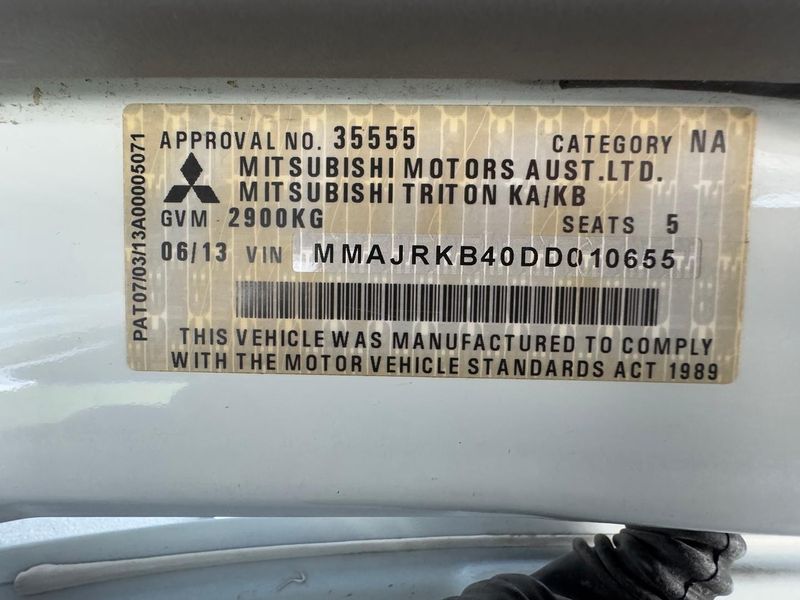 APPROVAL NO. 35555 CATEGORY NA
MITSUBISHI MOTORS AUST.LTD.
MITSUBISHI TRITON KA/KB
GVM 2900KG SEATS 5
06/13 VIN MMAJRKB40DD010655
THIS VEHICLE WAS MANUFACTURED TO COMPLY
WITH THE MOTOR VEHICLE STANDARDS ACT 1989
PAT07/03/13A00005071